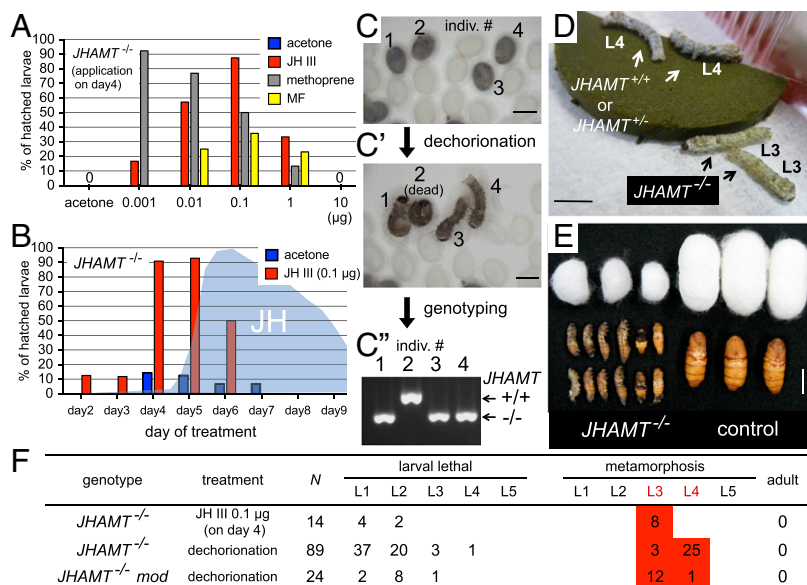 A
JHAMT -/-
(application
on day4)
acetone
JH III
methoprene
MF
% of hatched larvae
100
90
80
70
60
50
40
30
20
10
0
0
0
acetone 0.001 0.01 0.1 1 10
(µg)
B
JHAMT -/-
acetone
JH III (0.1 µg)
% of hatched larvae
100
90
80
70
60
50
40
30
20
10
0
JH
day2 day3 day4 day5 day6 day7 day8 day9
day of treatment
C
indiv. #
1 2 3 4
dechorionation
C'
1
2
(dead)
3
4
genotyping
C"
indiv. #
1 2 3 4
JHAMT
+/+
-/-
D
L4
L4
JHAMT+/+
or
JHAMT+/-
L3
L3
JHAMT-/-
E
JHAMT-/- control
F
larval lethal metamorphosis
genotype treatment N L1 L2 L3 L4 L5 L1 L2 L3 L4 L5 adult
JHAMT -/- JH III 0.1 µg (on day 4) 14 4 2 8 0
JHAMT -/- dechorionation 89 37 20 3 1 3 25 0
JHAMT -/- mod dechorionation 24 2 8 1 12 1 0